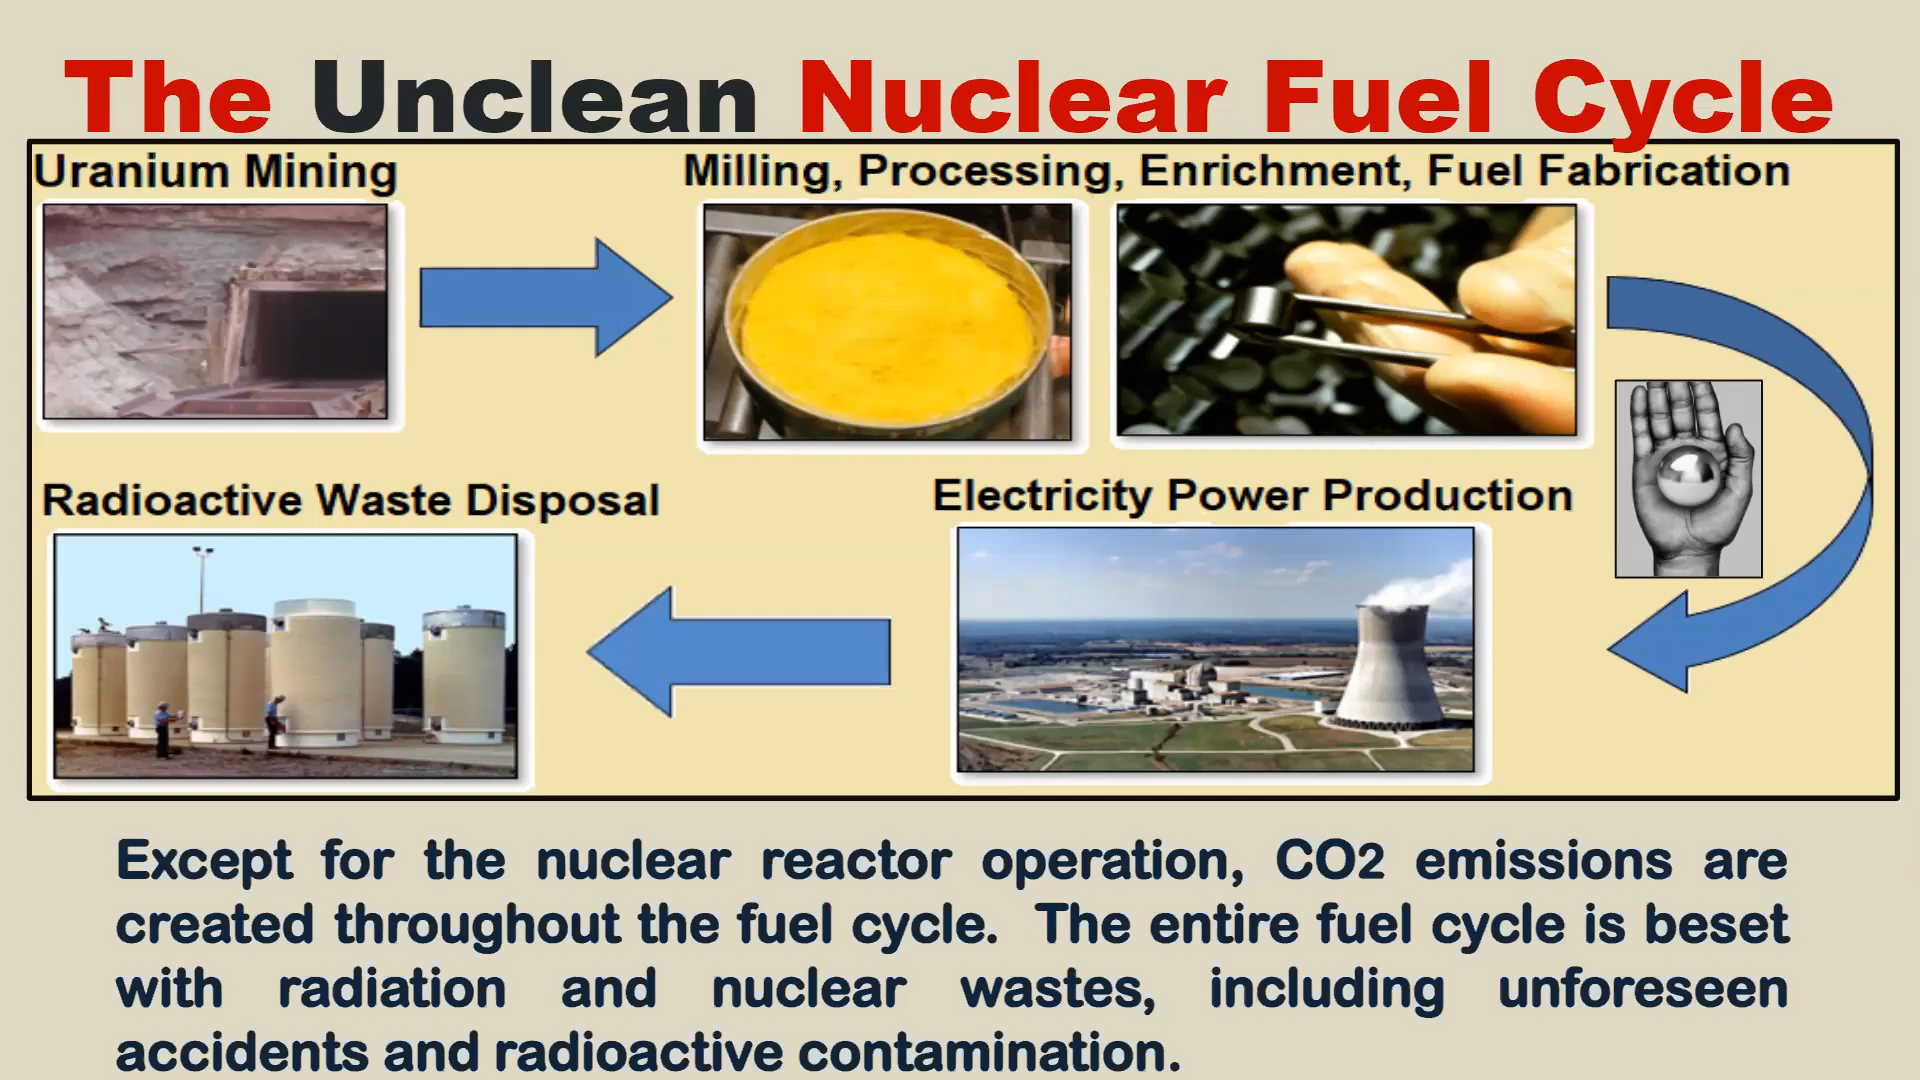 The Unclean Nuclear Fuel Cycle
Uranium Mining
Milling, Processing, Enrichment, Fuel Fabrication
Radioactive Waste Disposal
Electricity Power Production
Except for the nuclear reactor operation, CO2 emissions are
created throughout the fuel cycle. The entire fuel cycle is beset
with radiation and nuclear wastes, including unforeseen
accidents and radioactive contamination.